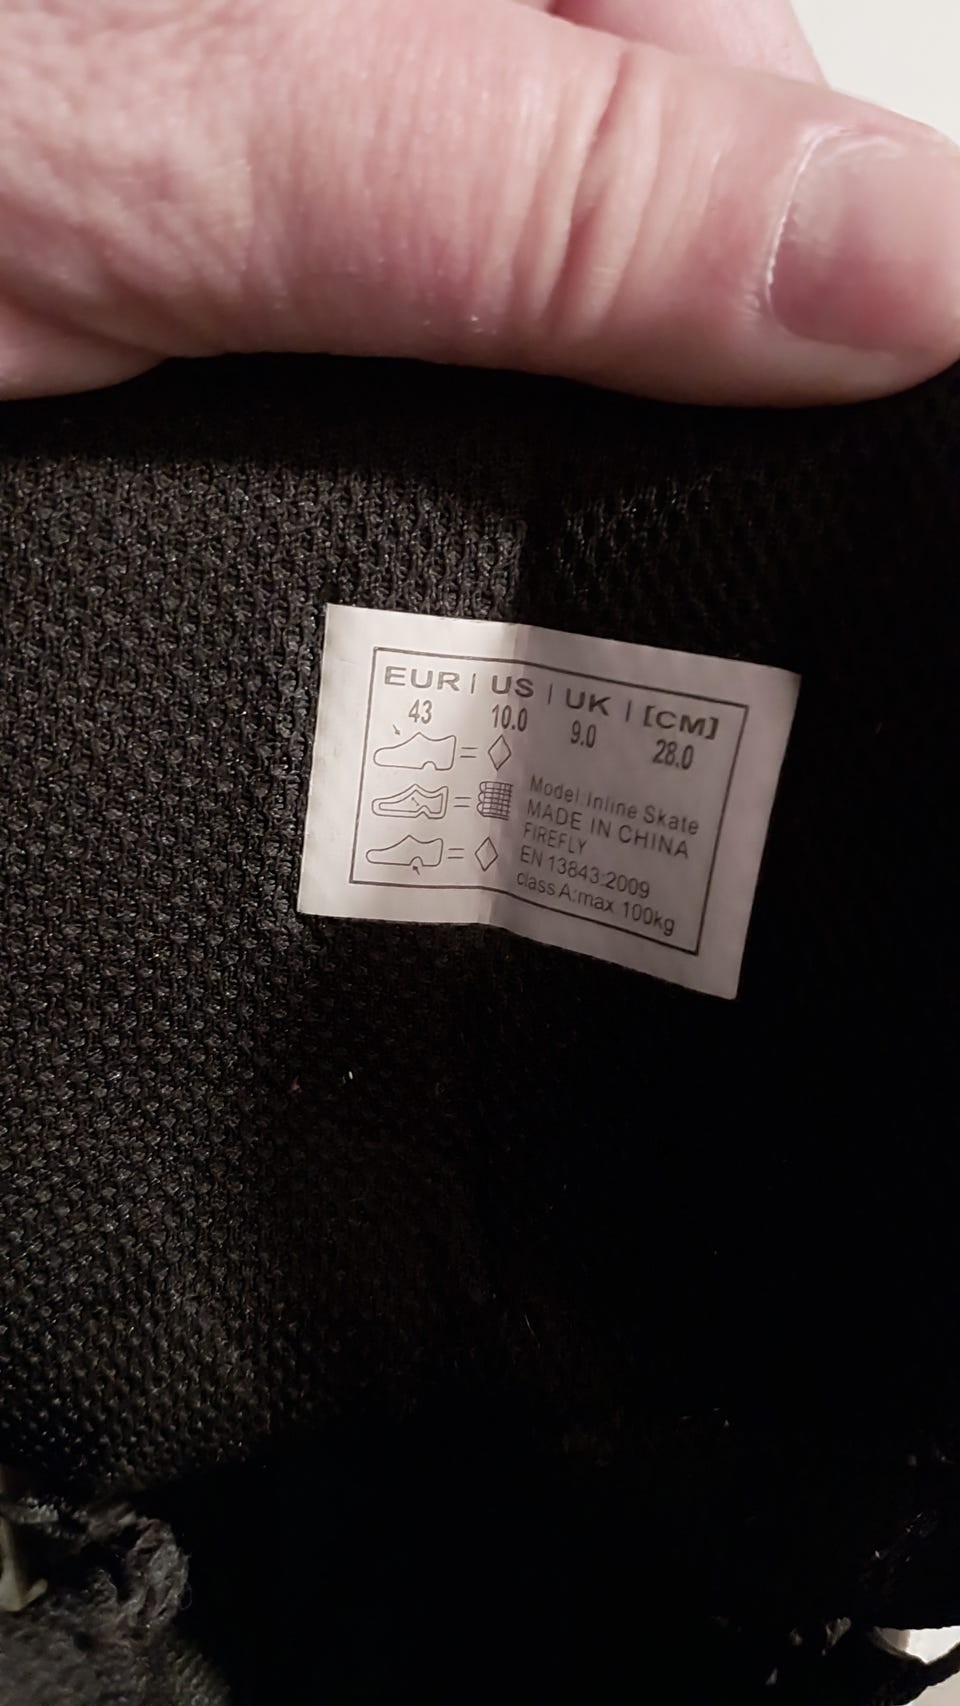 EUR | US | UK | [CM]
43 10.0 9.0 28.0
Model:Inline Skate
MADE IN CHINA
FIREFLY
EN 13843:2009
class A:max 100kg